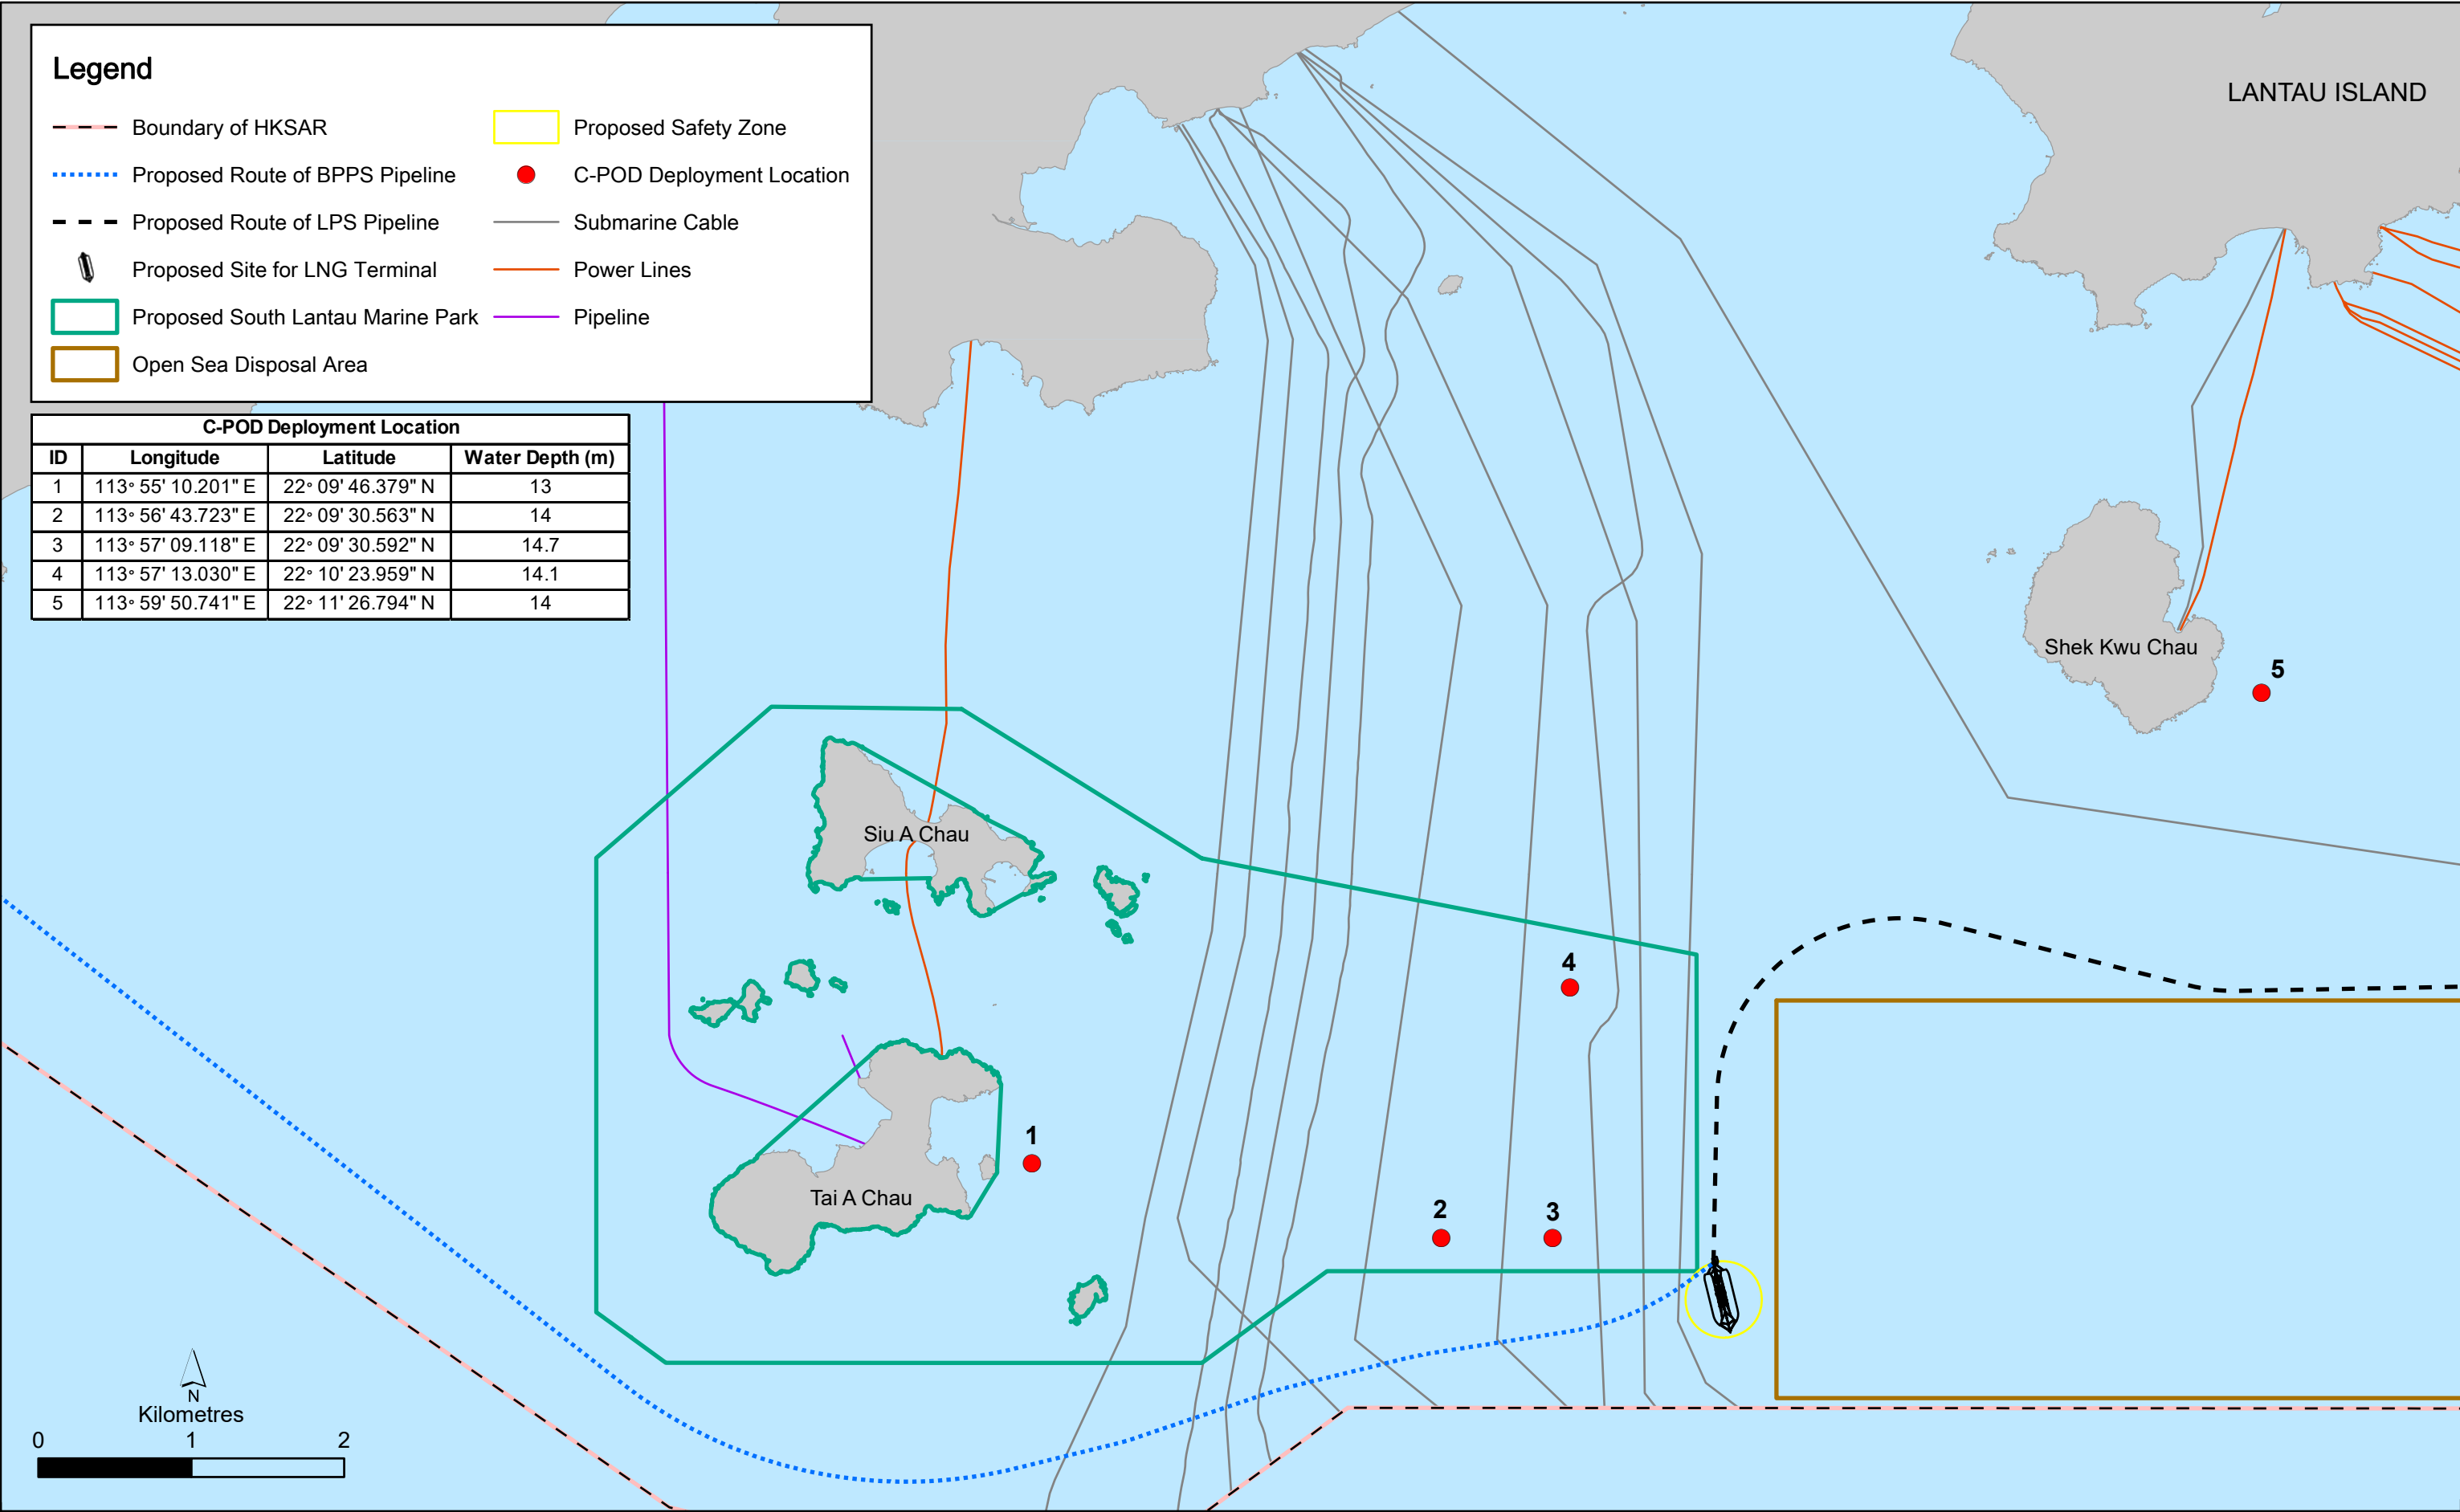 Legend
Boundary of HKSAR
Proposed Route of BPPS Pipeline
Proposed Route of LPS Pipeline
Proposed Site for LNG Terminal
Proposed South Lantau Marine Park
Open Sea Disposal Area
Proposed Safety Zone
C-POD Deployment Location
Submarine Cable
Power Lines
Pipeline
C-POD Deployment Location
ID Longitude Latitude Water Depth (m)
1 113° 55' 10.201" E 22° 09' 46.379" N 13
2 113° 56' 43.723" E 22° 09' 30.563" N 14
3 113° 57' 09.118" E 22° 09' 30.592" N 14.7
4 113° 57' 13.030" E 22° 10' 23.959" N 14.1
5 113° 59' 50.741" E 22° 11' 26.794" N 14
LANTAU ISLAND
Shek Kwu Chau
5
Siu A Chau
4
1
Tai A Chau
2
3
N
Kilometres
0 1 2